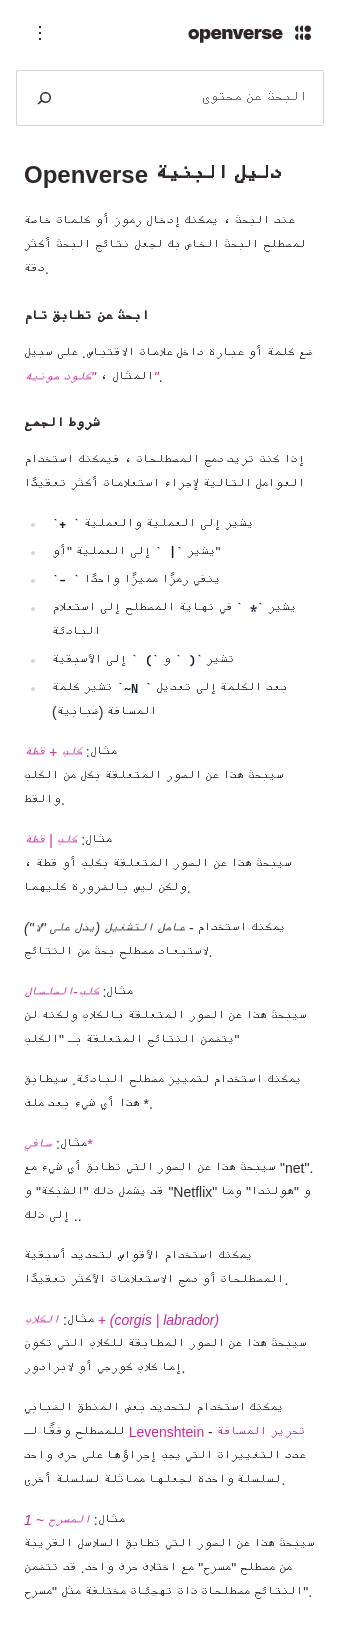 openverse
البحث عن محتوى
دليل البنية Openverse
عند البحث ، يمكنك إدخال رموز أو كلمات خاصة
لمصطلح البحث الخاص بك لجعل نتائج البحث أكثر
دقة.
ابحث عن تطابق تام
ضع كلمة أو عبارة داخل علامات الاقتباس. على سبيل
المثال ، "كلود مونيه".
شروط الجمع
إذا كنت تريد دمج المصطلحات ، فيمكنك استخدام
العوامل التالية لإجراء استعلامات أكثر تعقيدًا
`+` يشير إلى العملية والعملية
`|` يشير إلى العملية "أو"
`-` ينفي رمزًا مميزًا واحدًا
`*` في نهاية المصطلح إلى استعلام يشير
البادئة
تشير `(` و `)` إلى الأسبقية
`~N` بعد الكلمة إلى تعديل تشير كلمة
المسافة (ضبابية)
مثال: كلب + قطة
سيبحث هذا عن الصور المتعلقة بكل من الكلب
والقط.
مثال: كلب | قطة
سيبحث هذا عن الصور المتعلقة بكلب أو قطة ،
ولكن ليس بالضرورة كليهما.
يمكنك استخدام - عامل التشغيل (يدل على "لا")
لاستبعاد مصطلح بحث من النتائج.
مثال: كلب-السلسال
سيبحث هذا عن الصور المتعلقة بالكلاب ولكنه لن
يتضمن النتائج المتعلقة بـ "الكلب"
يمكنك استخدام لتمييز مصطلح البادئة. سيطابق
هذا أي شيء بعد ملة *.
مثال: صافي*
سيبحث هذا عن الصور التي تطابق أي شيء مع "net".
قد يشمل ذلك "الشبكة" و "Netflix" و "هولندا" وما
إلى ذلك ..
يمكنك استخدام الأقواس لتحديد أسبقية
المصطلحات أو دمج الاستعلامات الأكثر تعقيدًا.
مثال: الكلاب + (corgis | labrador)
سيبحث هذا عن الصور المطابقة للكلاب التي تكون
إما كلاب كورجي أو لابرادور.
يمكنك استخدام لتحديد بعض المنطق الضبابي
للمصطلح وفقًا لـ Levenshtein - تحرير المسافة
عدد التغييرات التي يجب إجراؤها على حرف واحد
لسلسلة واحدة لجعلها مماثلة لسلسلة أخرى.
مثال: المسرح ~ 1
سيبحث هذا عن الصور التي تطابق السلاسل القريبة
من مصطلح "مسرح" مع اختلاف حرف واحد. قد تتضمن
النتائج مصطلحات ذات تهجئات مختلفة مثل "مسرح".